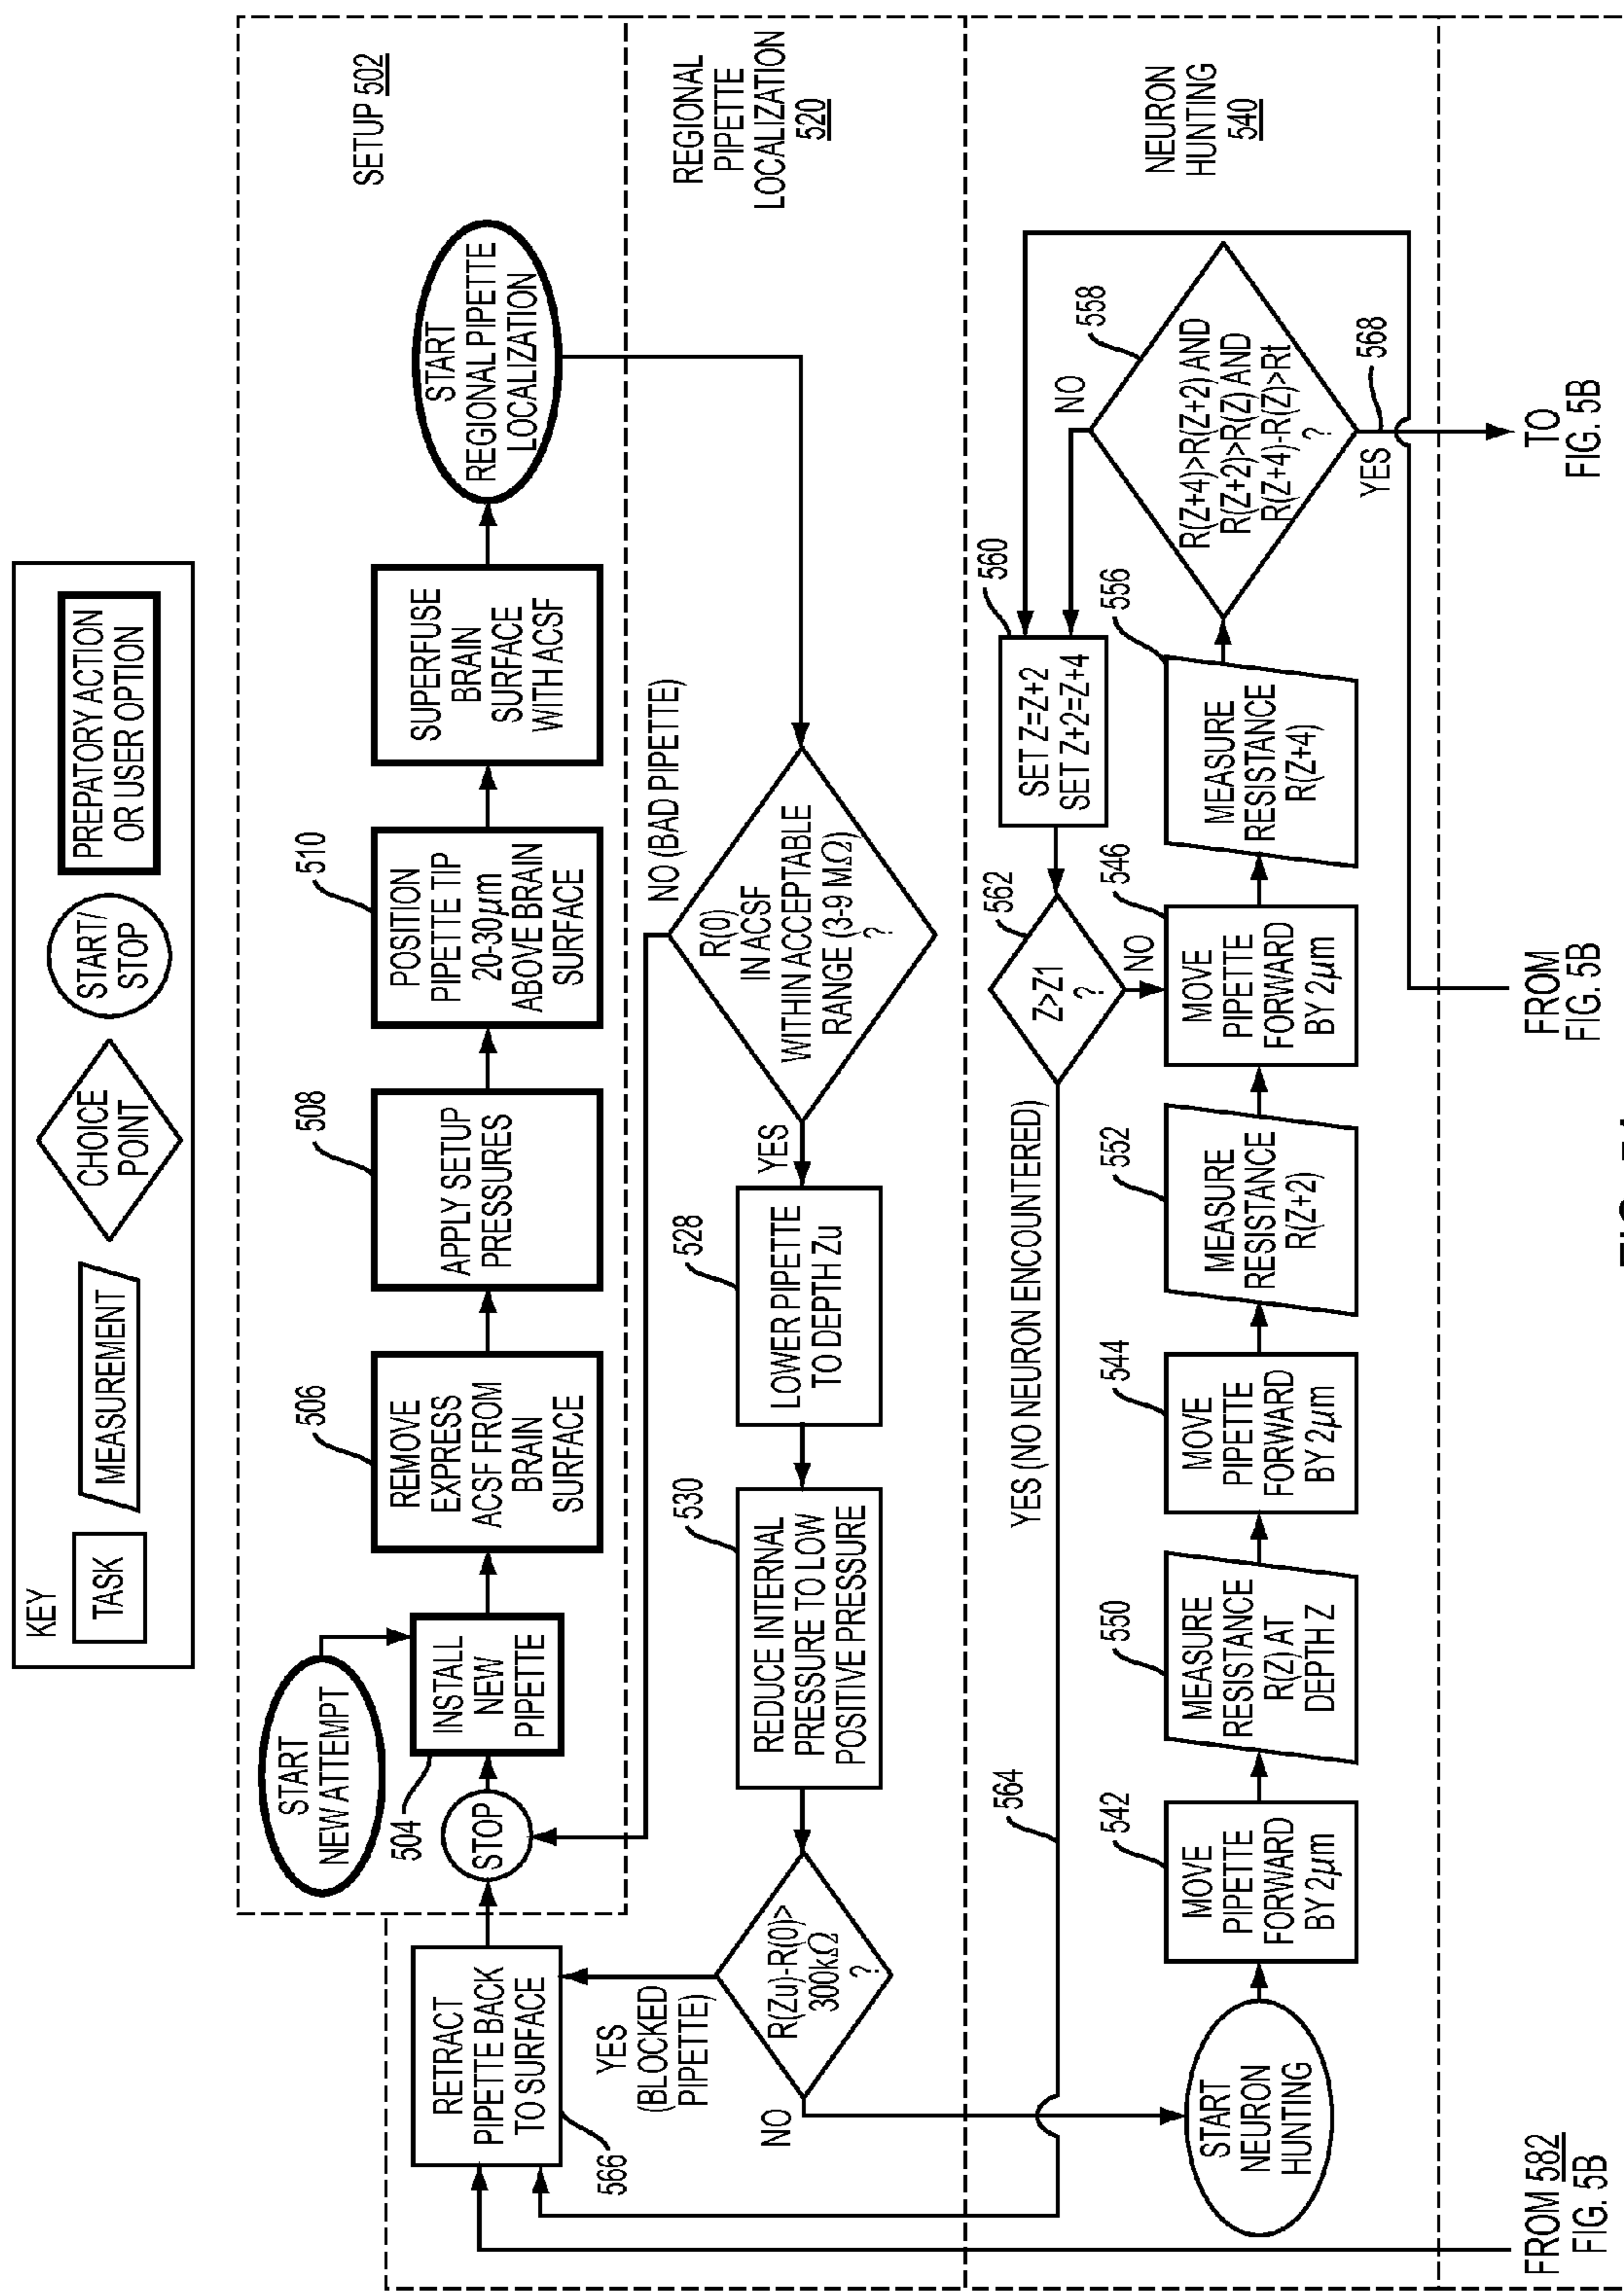 KEY
TASK
MEASUREMENT
CHOICE
POINT
START/
STOP
PREPATORY ACTION
OR USER OPTION
SETUP 502
START
NEW ATTEMPT
504
STOP
INSTALL
NEW
PIPETTE
506
REMOVE
EXPRESS
ACSF FROM
BRAIN
SURFACE
508
APPLY SETUP
PRESSURES
510
POSITION
PIPETTE TIP
20-30μm
ABOVE BRAIN
SURFACE
SUPERFUSE
BRAIN
SURFACE
WITH ACSF
START
REGIONAL PIPETTE
LOCALIZATION
REGIONAL
PIPETTE
LOCALIZATION
520
RETRACT
PIPETTE BACK
TO SURFACE
566
YES
(BLOCKED
PIPETTE)
R(Zu)-R(0)>
300kΩ
?
NO
530
REDUCE INTERNAL
PRESSURE TO LOW
POSITIVE PRESSURE
528
LOWER PIPETTE
TO DEPTH Zu
YES
R(0)
IN ACSF
WITHIN ACCEPTABLE
RANGE (3-9 MΩ)
?
NO (BAD PIPETTE)
NEURON
HUNTING
540
START
NEURON
HUNTING
542
MOVE
PIPETTE
FORWARD
BY 2μm
550
MEASURE
RESISTANCE
R(Z) AT
DEPTH Z
544
MOVE
PIPETTE
FORWARD
BY 2μm
552
MEASURE
RESISTANCE
R(Z+2)
546
MOVE
PIPETTE
FORWARD
BY 2μm
556
MEASURE
RESISTANCE
R(Z+4)
558
R(Z+4)>R(Z+2) AND
R(Z+2)>R(Z) AND
R(Z+4)-R(Z)>Rt
?
NO
YES
568
560
SET Z=Z+2
SET Z+2=Z+4
562
Z>Z1
?
NO
YES (NO NEURON ENCOUNTERED)
564
FROM 582
FIG. 5B
FROM
FIG. 5B
TO
FIG. 5B